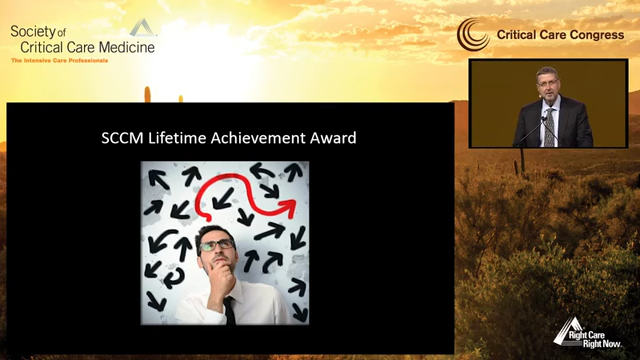 Society of
Critical Care Medicine
The Intensive Care Professionals
Critical Care Congress
SCCM Lifetime Achievement Award
Right Care
Right Now